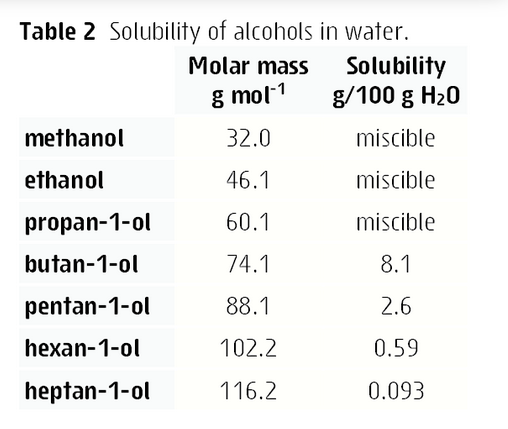 Table 2 Solubility of alcohols in water.
Molar mass Solubility
g mol⁻¹ g/100 g H₂O
methanol 32.0 miscible
ethanol 46.1 miscible
propan-1-ol 60.1 miscible
butan-1-ol 74.1 8.1
pentan-1-ol 88.1 2.6
hexan-1-ol 102.2 0.59
heptan-1-ol 116.2 0.093